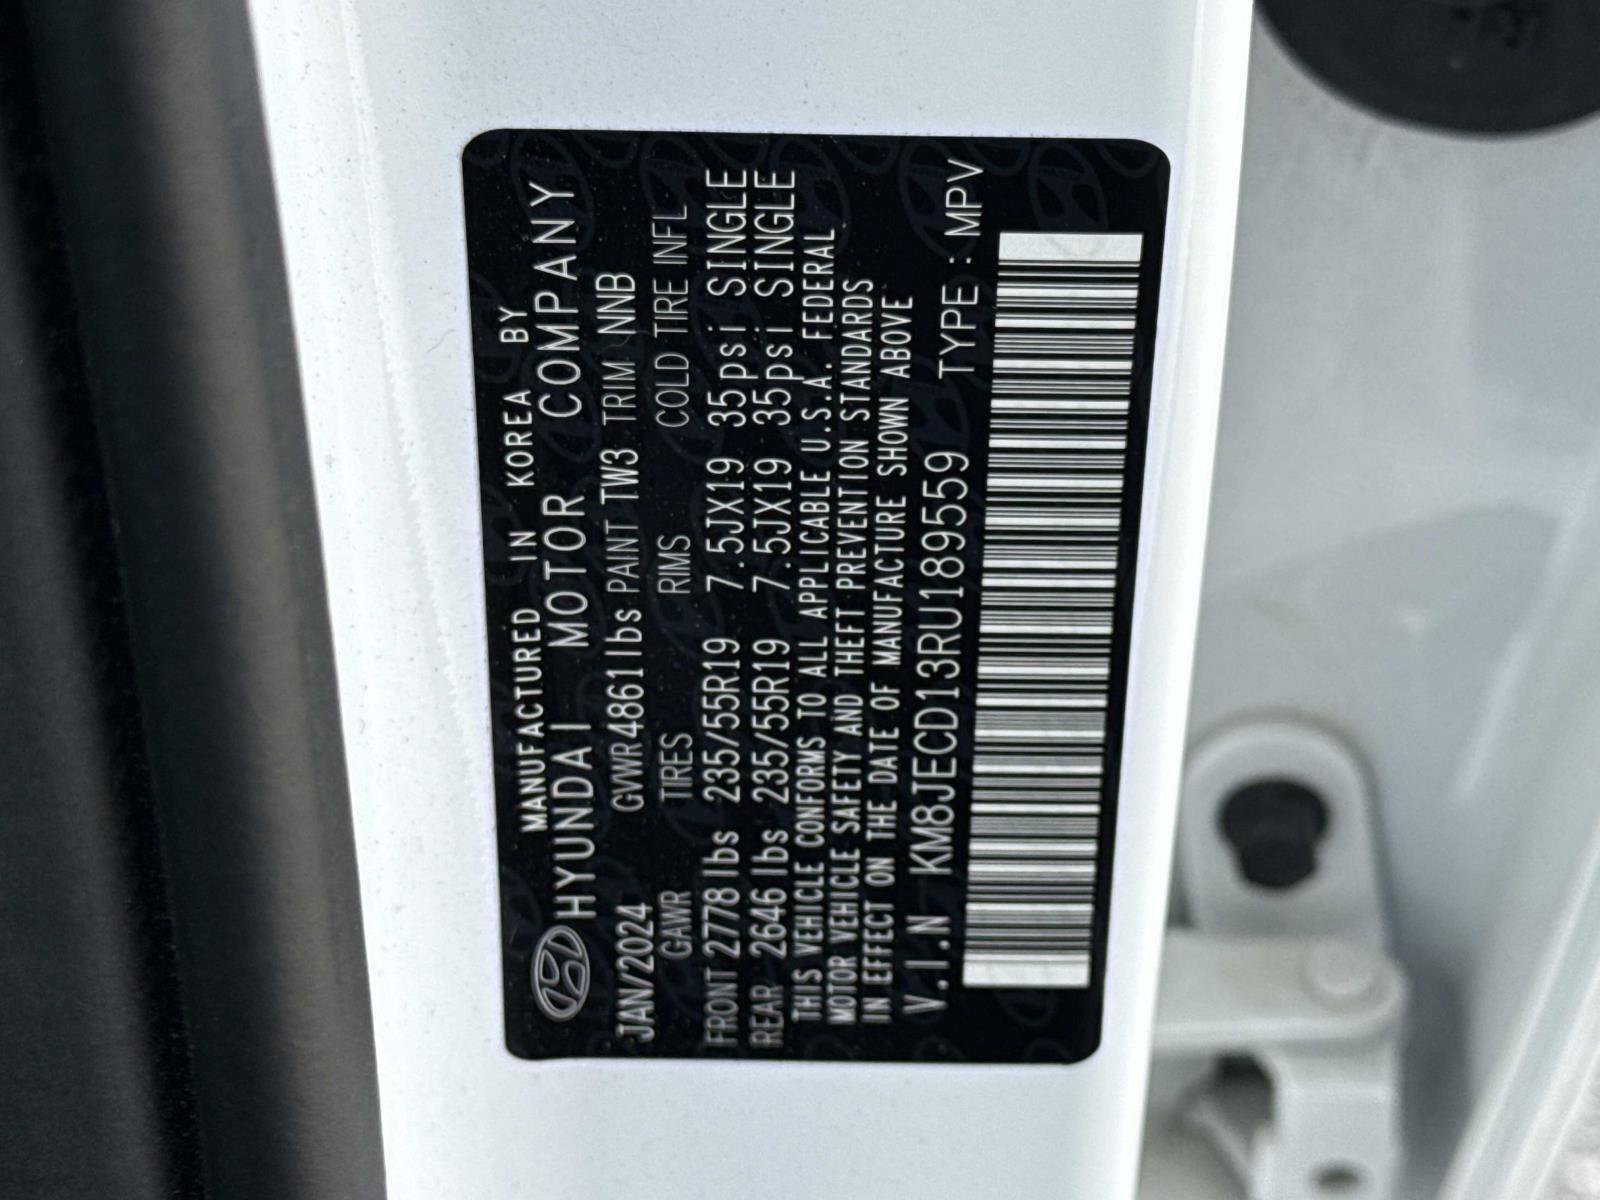 MANUFACTURED IN KOREA BY
HYUNDAI MOTOR COMPANY
JAN/2024 GVWR 4861lbs PAINT TW3 TRIM NNB
GAWR TIRES RIMS COLD TIRE INFL
FRONT 2778 lbs 235/55R19 7.5JX19 35psi SINGLE
REAR 2646 lbs 235/55R19 7.5JX19 35psi SINGLE
THIS VEHICLE CONFORMS TO ALL APPLICABLE U.S.A. FEDERAL
MOTOR VEHICLE SAFETY AND THEFT PREVENTION STANDARDS
IN EFFECT ON THE DATE OF MANUFACTURE SHOWN ABOVE
V.I.N KM8JECD13RU189559 TYPE : MPV